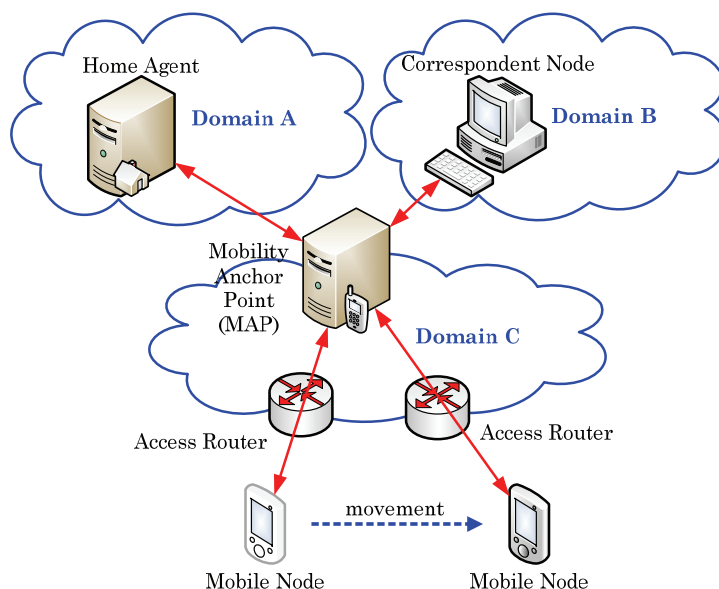 Home Agent
Correspondent Node
Domain A
Domain B
Mobility
Anchor
Point
(MAP)
Domain C
Access Router
Access Router
movement
Mobile Node
Mobile Node